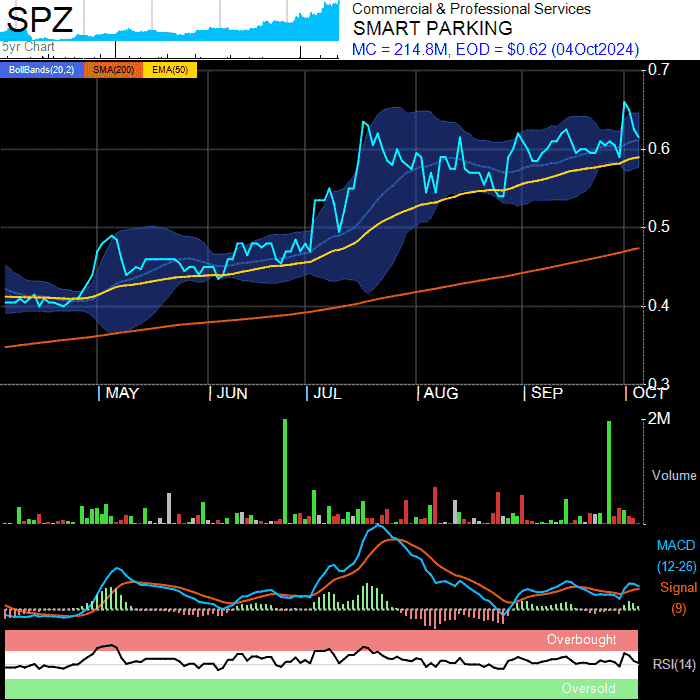 SPZ
5yr Chart
Commercial & Professional Services
SMART PARKING
MC = 214.8M, EOD = $0.62 (04Oct2024)
BollBands(20,2) SMA(200) EMA(50)
0.7
0.6
0.5
0.4
0.3
MAY JUN JUL AUG SEP OCT
2M
Volume
MACD
(12-26)
Signal
(9)
Overbought
RSI(14)
Oversold